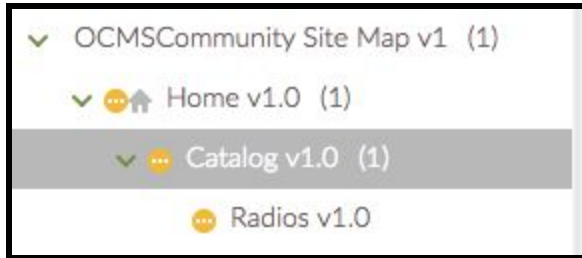 OCMSCommunity Site Map v1 (1)
Home v1.0 (1)
Catalog v1.0 (1)
Radios v1.0